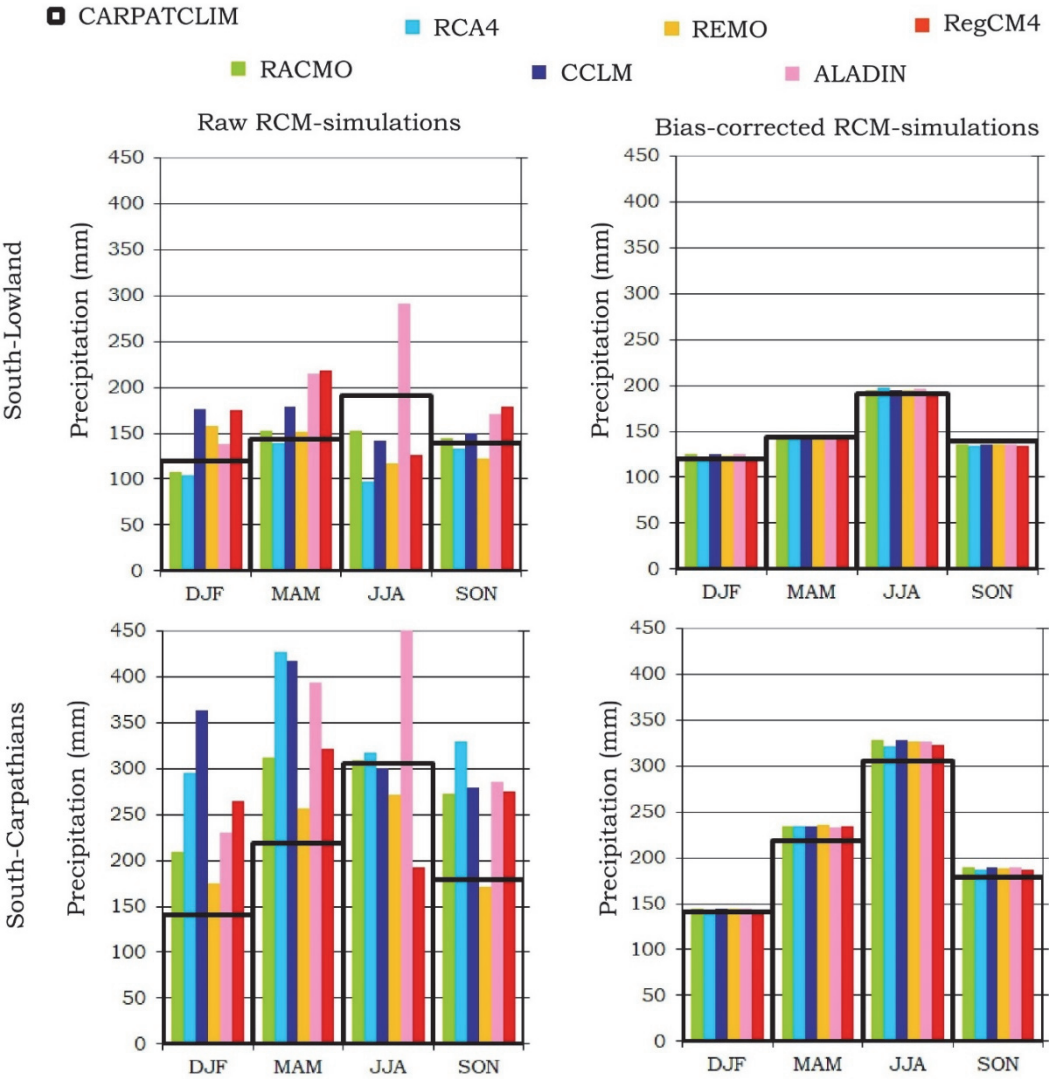 CARPATCLIM RCA4 REMO RegCM4
RACMO CCLM ALADIN
Raw RCM-simulations
Bias-corrected RCM-simulations
South-Lowland
Precipitation (mm)
450
400
350
300
250
200
150
100
50
0
DJF MAM JJA SON
Precipitation (mm)
450
400
350
300
250
200
150
100
50
0
DJF MAM JJA SON
South-Carpathians
Precipitation (mm)
450
400
350
300
250
200
150
100
50
0
DJF MAM JJA SON
Precipitation (mm)
450
400
350
300
250
200
150
100
50
0
DJF MAM JJA SON